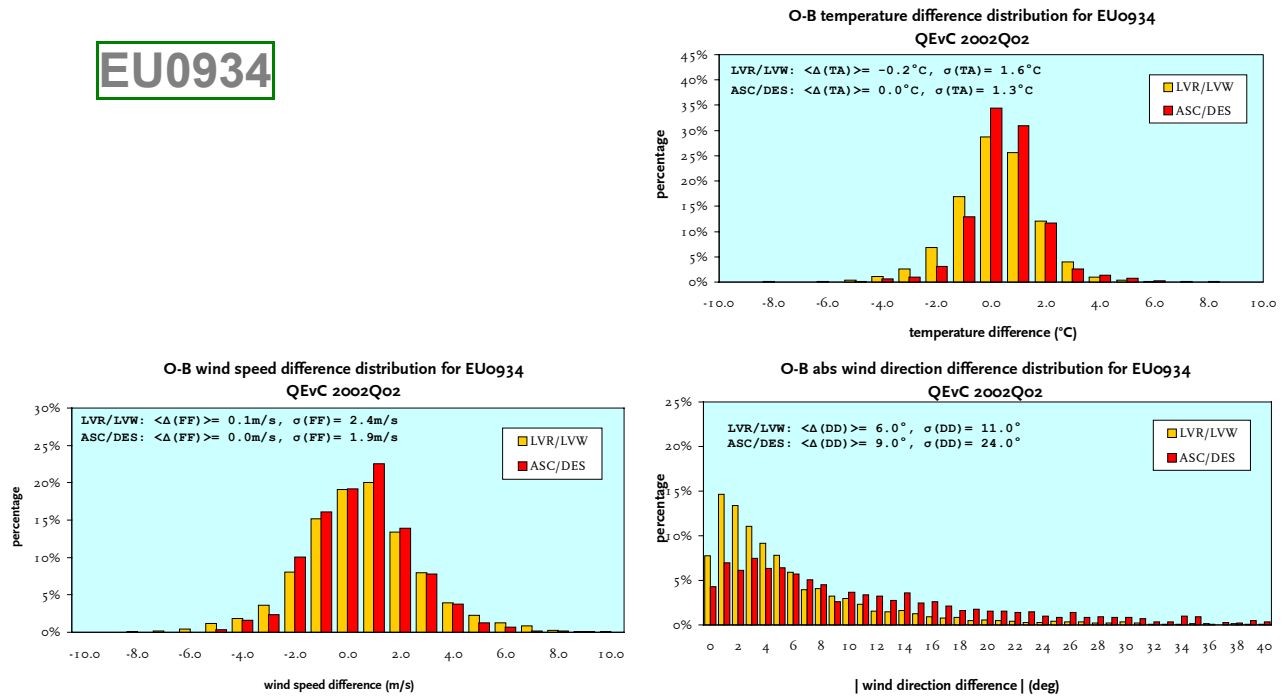 EU0934
O-B temperature difference distribution for EU0934
QEvC 2002Q02
LVR/LVW: <Δ(TA)>= -0.2°C, σ(TA)= 1.6°C
ASC/DES: <Δ(TA)>= 0.0°C, σ(TA)= 1.3°C
LVR/LVW
ASC/DES
percentage
45%
40%
35%
30%
25%
20%
15%
10%
5%
0%
-10.0 -8.0 -6.0 -4.0 -2.0 0.0 2.0 4.0 6.0 8.0 10.0
temperature difference (°C)
O-B wind speed difference distribution for EU0934
QEvC 2002Q02
LVR/LVW: <Δ(FF)>= 0.1m/s, σ(FF)= 2.4m/s
ASC/DES: <Δ(FF)>= 0.0m/s, σ(FF)= 1.9m/s
LVR/LVW
ASC/DES
percentage
30%
25%
20%
15%
10%
5%
0%
-10.0 -8.0 -6.0 -4.0 -2.0 0.0 2.0 4.0 6.0 8.0 10.0
wind speed difference (m/s)
O-B abs wind direction difference distribution for EU0934
QEvC 2002Q02
LVR/LVW: <Δ(DD)>= 6.0°, σ(DD)= 11.0°
ASC/DES: <Δ(DD)>= 9.0°, σ(DD)= 24.0°
LVR/LVW
ASC/DES
percentage
25%
20%
15%
10%
5%
0%
0 2 4 6 8 10 12 14 16 18 20 22 24 26 28 30 32 34 36 38 40
| wind direction difference | (deg)